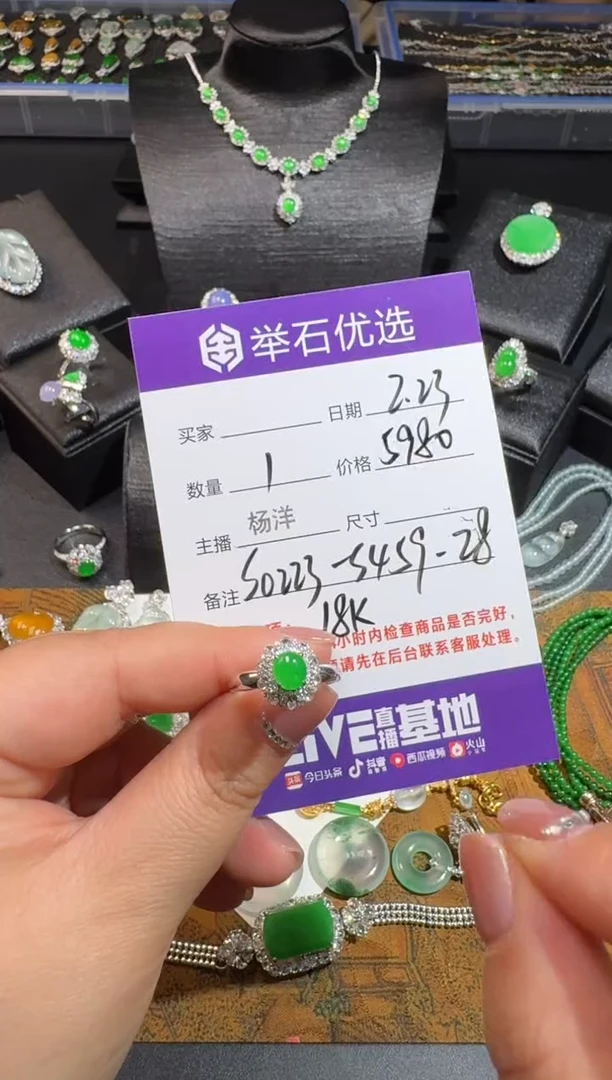 举石优选
买家 日期 2.23
数量 1 价格 5980
主播 杨洋 尺寸
备注 S0223-5459-28
18K
小时内检查商品是否完好,
请先在后台联系客服处理。
LIVE直播基地
头条 今日头条 抖音 西瓜视频 火山